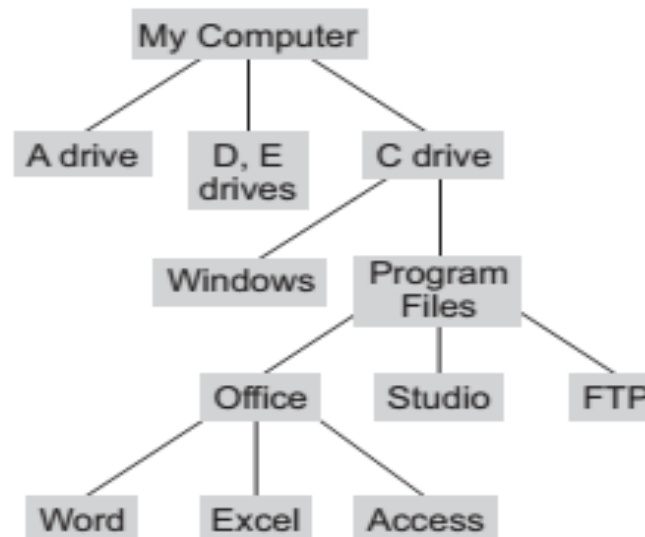 My Computer
A drive
D, E
drives
C drive
Windows
Program
Files
Office
Studio
FTP
Word
Excel
Access